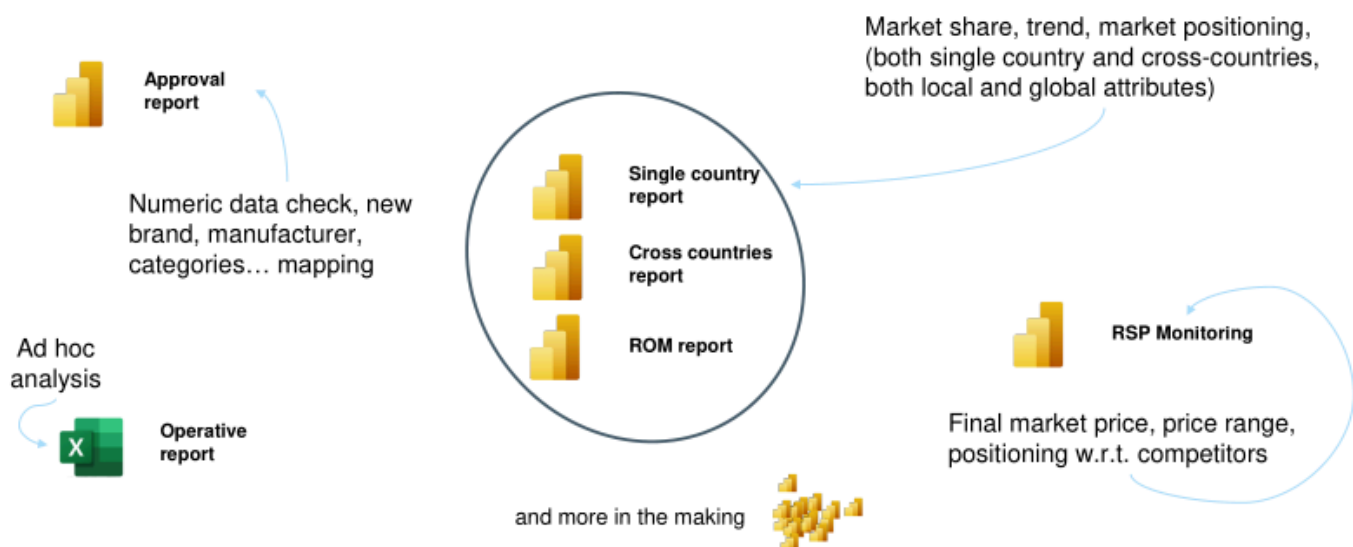 Market share, trend, market positioning,
(both single country and cross-countries,
both local and global attributes)
Approval
report
Numeric data check, new
brand, manufacturer,
categories… mapping
Single country
report
Cross countries
report
ROM report
RSP Monitoring
Final market price, price range,
positioning w.r.t. competitors
Ad hoc
analysis
X
Operative
report
and more in the making